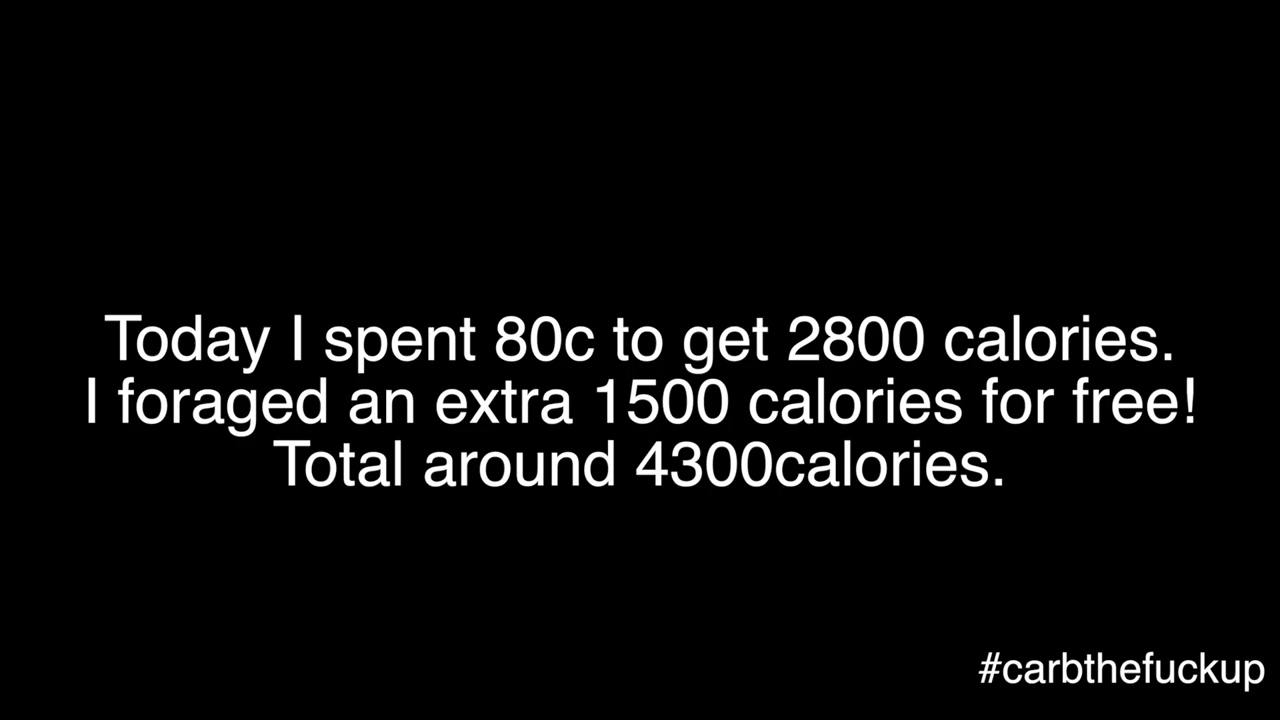 Today I spent 80c to get 2800 calories.
I foraged an extra 1500 calories for free!
Total around 4300calories.
#carbthefuckup